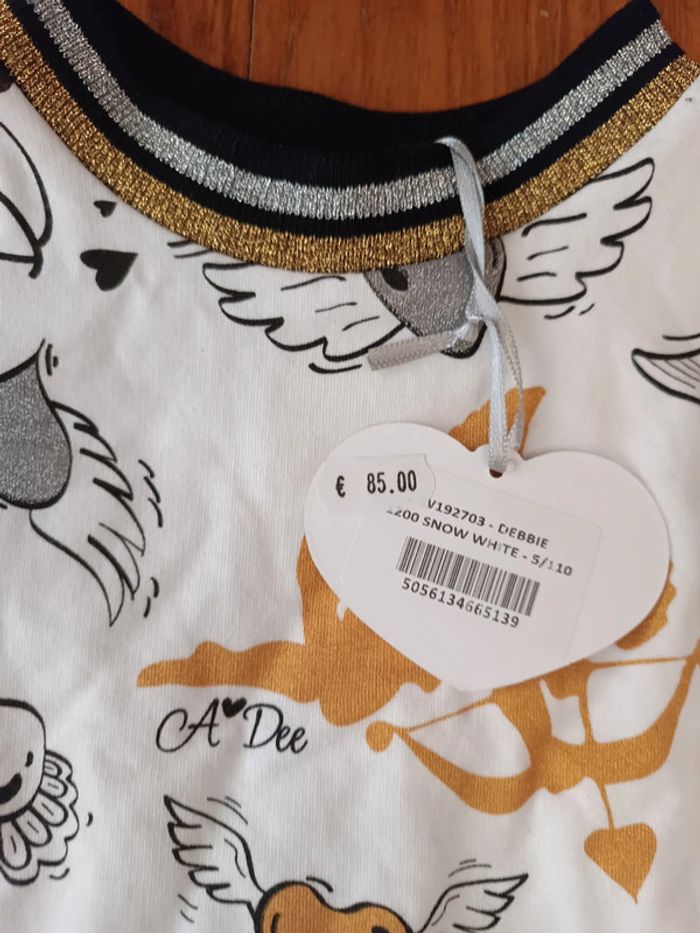 € 85.00
V192703 - DEBBIE
1200 SNOW WHITE - 5/110
5056134665139
A Dee